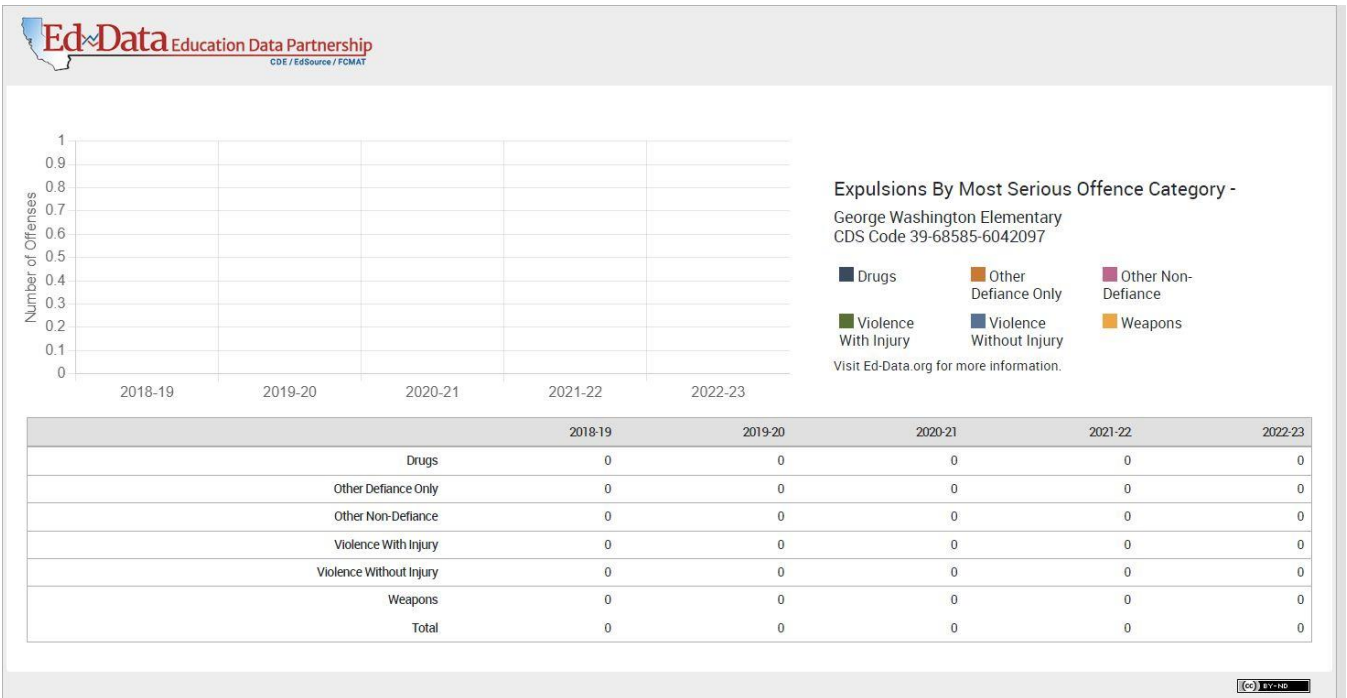 Ed Data Education Data Partnership
CDE / EdSource / FCMAT
1
0.9
0.8
0.7
0.6
0.5
0.4
0.3
0.2
0.1
0
Number of Offenses
2018-19 2019-20 2020-21 2021-22 2022-23
Expulsions By Most Serious Offence Category -
George Washington Elementary
CDS Code 39-68585-6042097
Drugs
Other
Defiance Only
Other Non-
Defiance
Violence
With Injury
Violence
Without Injury
Weapons
Visit Ed-Data.org for more information.
2018-19 2019-20 2020-21 2021-22 2022-23
Drugs 0 0 0 0 0
Other Defiance Only 0 0 0 0 0
Other Non-Defiance 0 0 0 0 0
Violence With Injury 0 0 0 0 0
Violence Without Injury 0 0 0 0 0
Weapons 0 0 0 0 0
Total 0 0 0 0 0
(cc) BY-ND